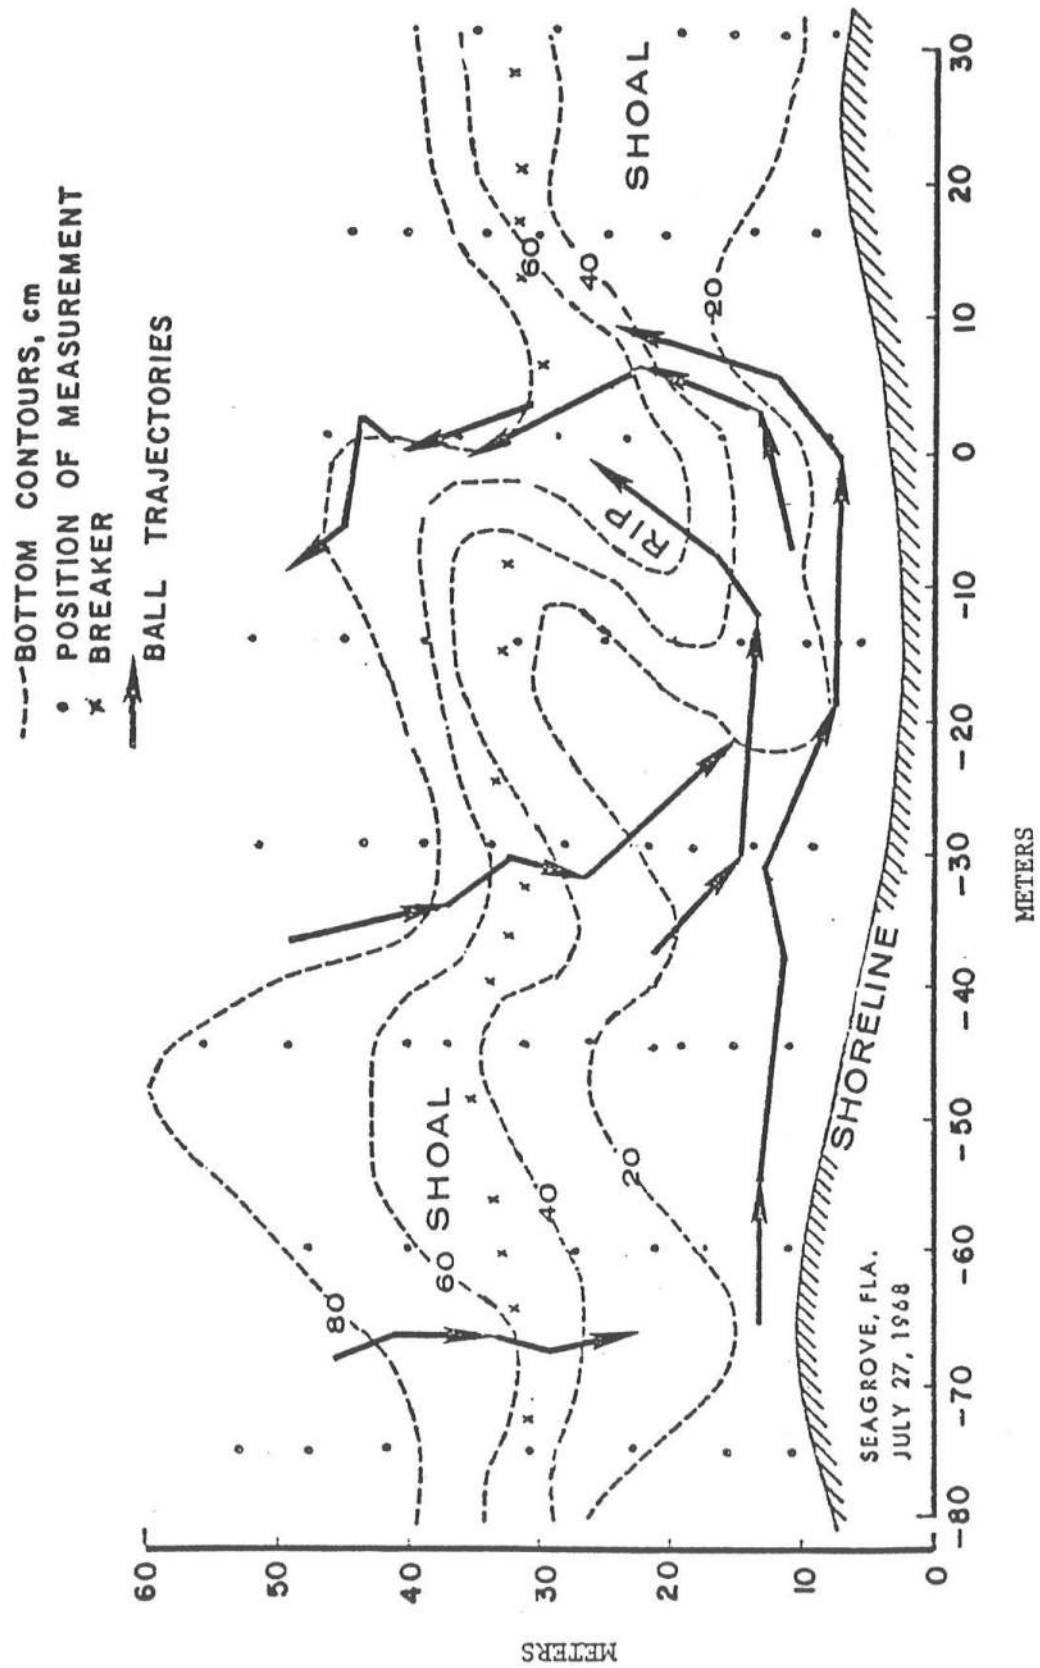 BOTTOM CONTOURS, cm
POSITION OF MEASUREMENT
BREAKER
BALL TRAJECTORIES
60
50
40
30
20
10
0
METERS
80
60
SHOAL
40
20
RIP
60
40
20
SHOAL
SHORELINE
SEAGROVE, FLA.
JULY 27, 1968
-80 -70 -60 -50 -40 -30 -20 -10 0 10 20 30
METERS